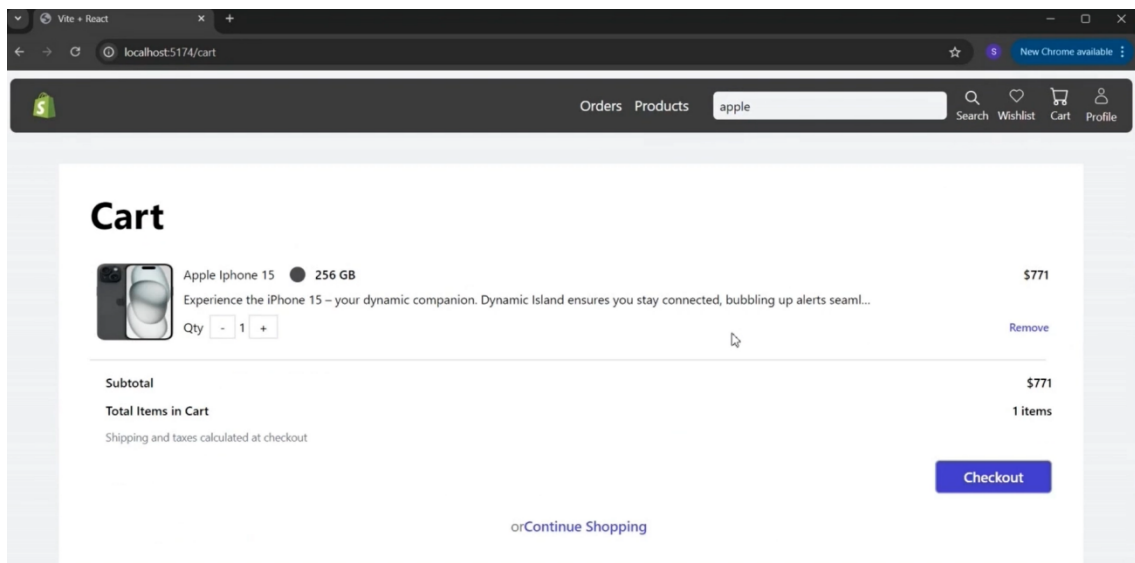 Vite + React
localhost:5174/cart
S
New Chrome available
Orders Products apple
Search Wishlist Cart Profile
Cart
Apple Iphone 15 256 GB $771
Experience the iPhone 15 – your dynamic companion. Dynamic Island ensures you stay connected, bubbling up alerts seaml...
Qty - 1 + Remove
Subtotal $771
Total Items in Cart 1 items
Shipping and taxes calculated at checkout
Checkout
orContinue Shopping